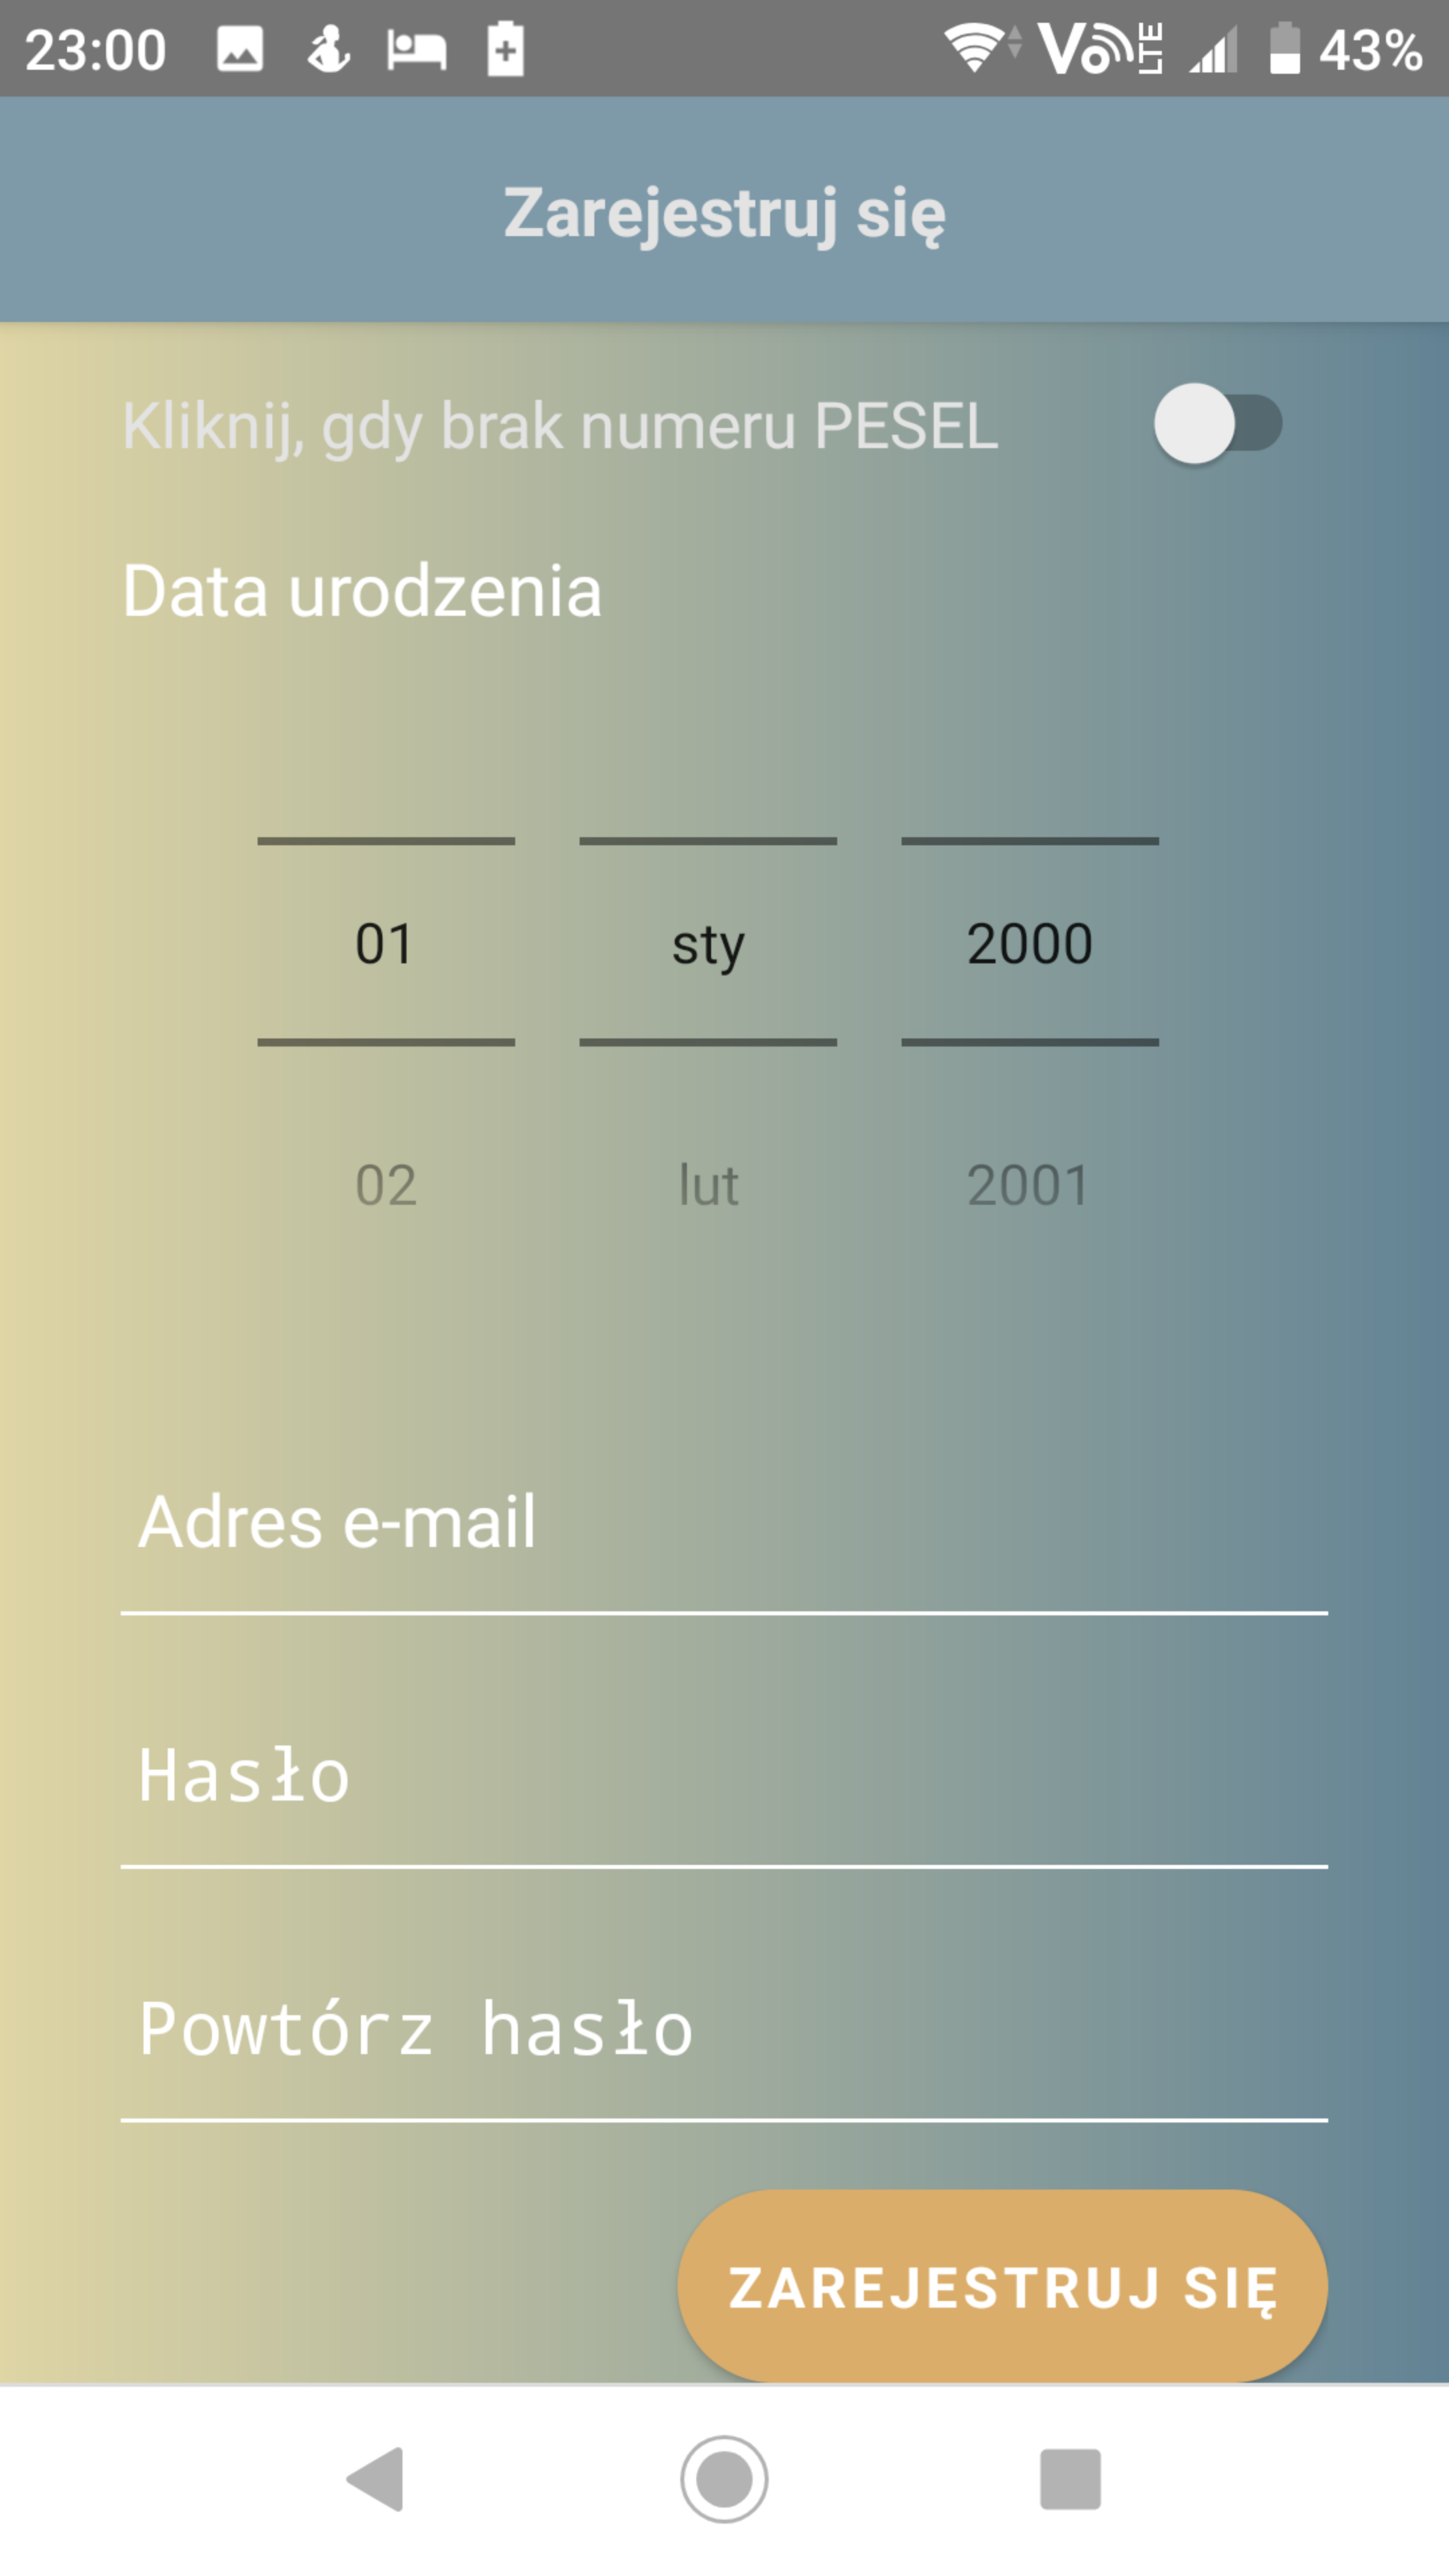 23:00 Vo LTE 43%
Zarejestruj się
Kliknij, gdy brak numeru PESEL
Data urodzenia
01 sty 2000
02 lut 2001
Adres e-mail
Hasło
Powtórz hasło
ZAREJESTRUJ SIĘ